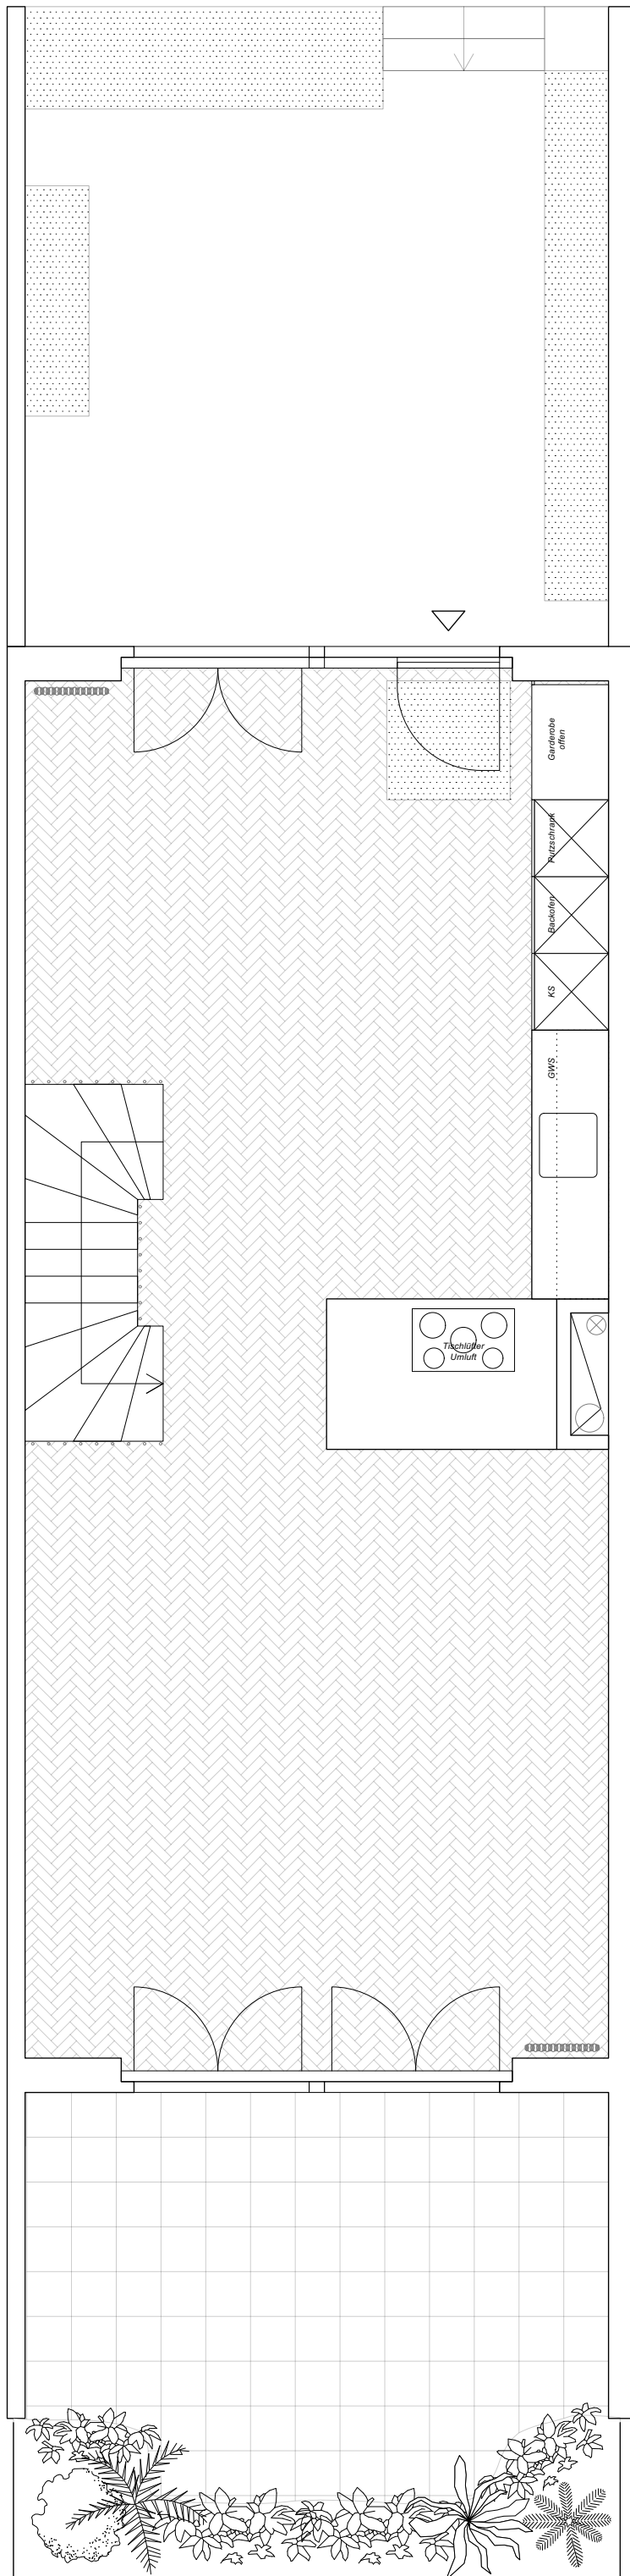 Garderobe
offen
Putzschrank
Backofen
KS
GWS
Tischlüfter
Umluft